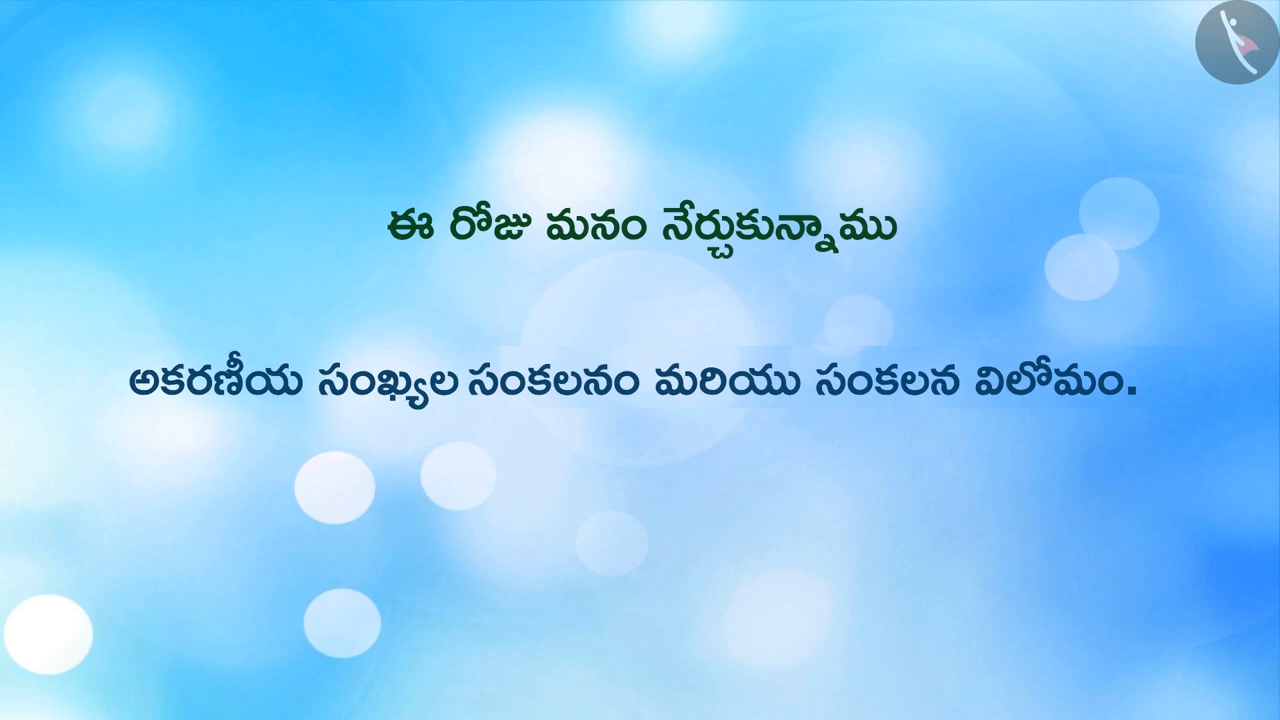 ఈ రోజు మనం నేర్చుకున్నాము
అకరణీయ సంఖ్యల సంకలనం మరియు సంకలన విలోమం.